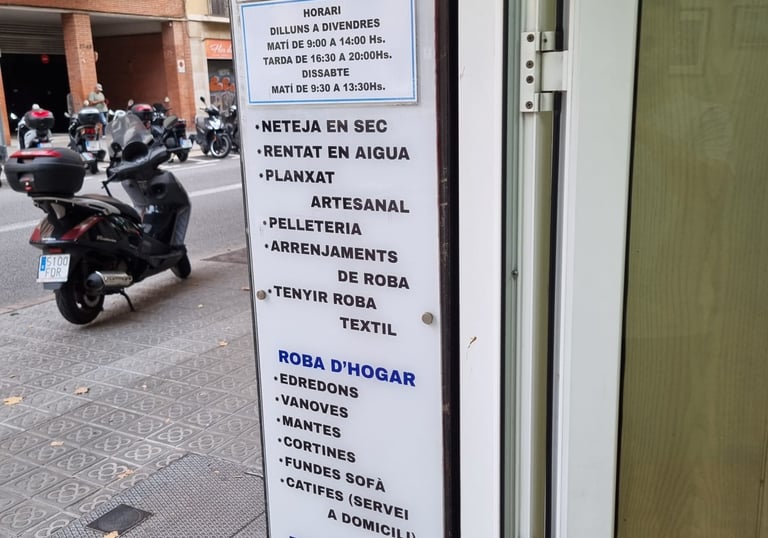 HORARI
DILLUNS A DIVENDRES
MATÍ DE 9:00 A 14:00 Hs.
TARDA DE 16:30 A 20:00Hs.
DISSABTE
MATÍ DE 9:30 A 13:30Hs.
•NETEJA EN SEC
•RENTAT EN AIGUA
•PLANXAT
ARTESANAL
•PELLETERIA
•ARRENJAMENTS
DE ROBA
•TENYIR ROBA
TEXTIL
ROBA D'HOGAR
•EDREDONS
•VANOVES
•MANTES
•CORTINES
•FUNDES SOFÀ
•CATIFES (SERVEI
A DOMICILI)
5100
FDR